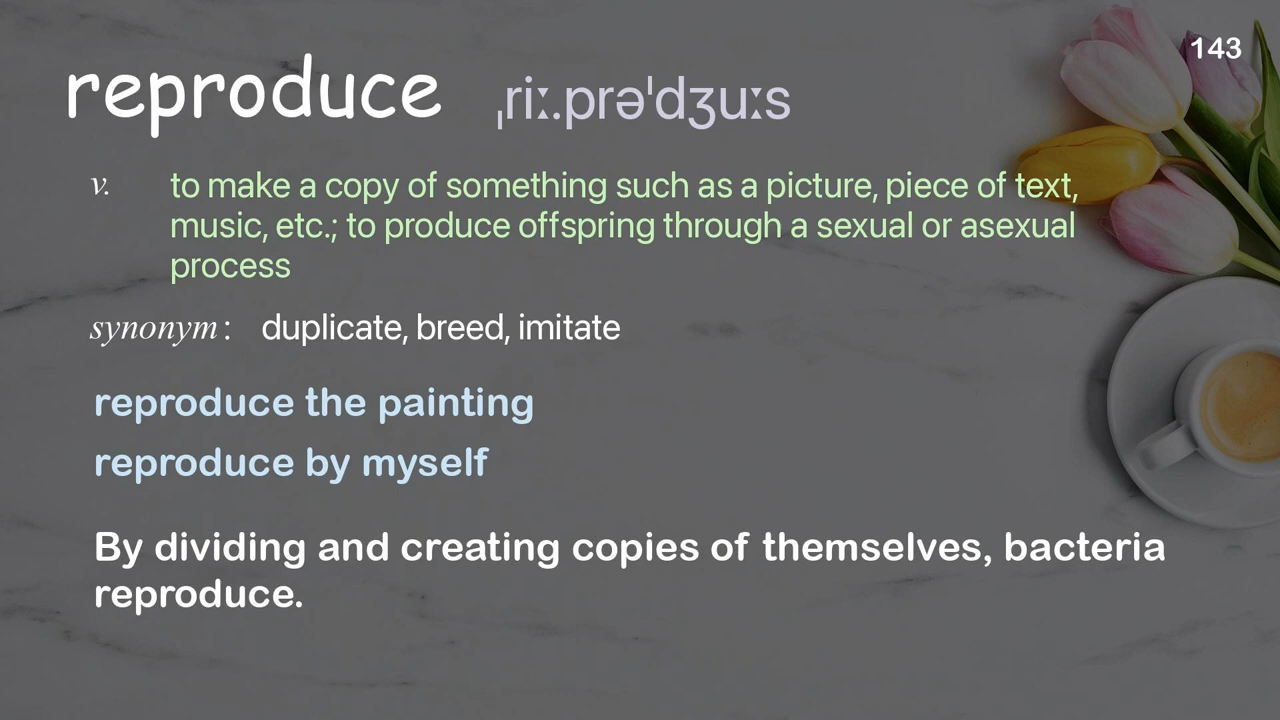 143
reproduce ˌriː.prəˈdʒuːs
v. to make a copy of something such as a picture, piece of text,
music, etc.; to produce offspring through a sexual or asexual
process
synonym: duplicate, breed, imitate
reproduce the painting
reproduce by myself
By dividing and creating copies of themselves, bacteria
reproduce.